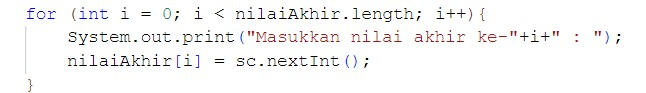 for (int i = 0; i < nilaiAkhir.length; i++){
    System.out.print("Masukkan nilai akhir ke-"+i+" : ");
    nilaiAkhir[i] = sc.nextInt();
}